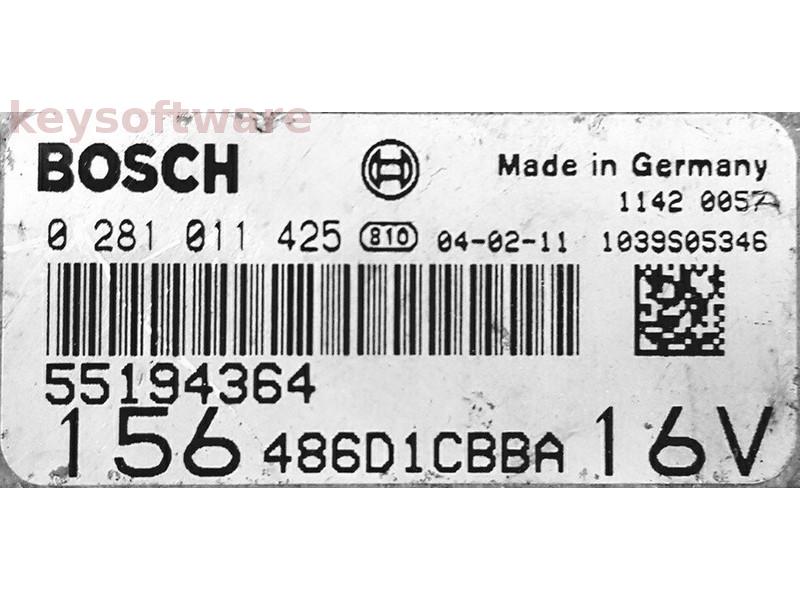 keysoftware
BOSCH
Made in Germany
1142
0 281 011 425 810 04-02-11 1039S05346
55194364
156 486D1CBBA 16V